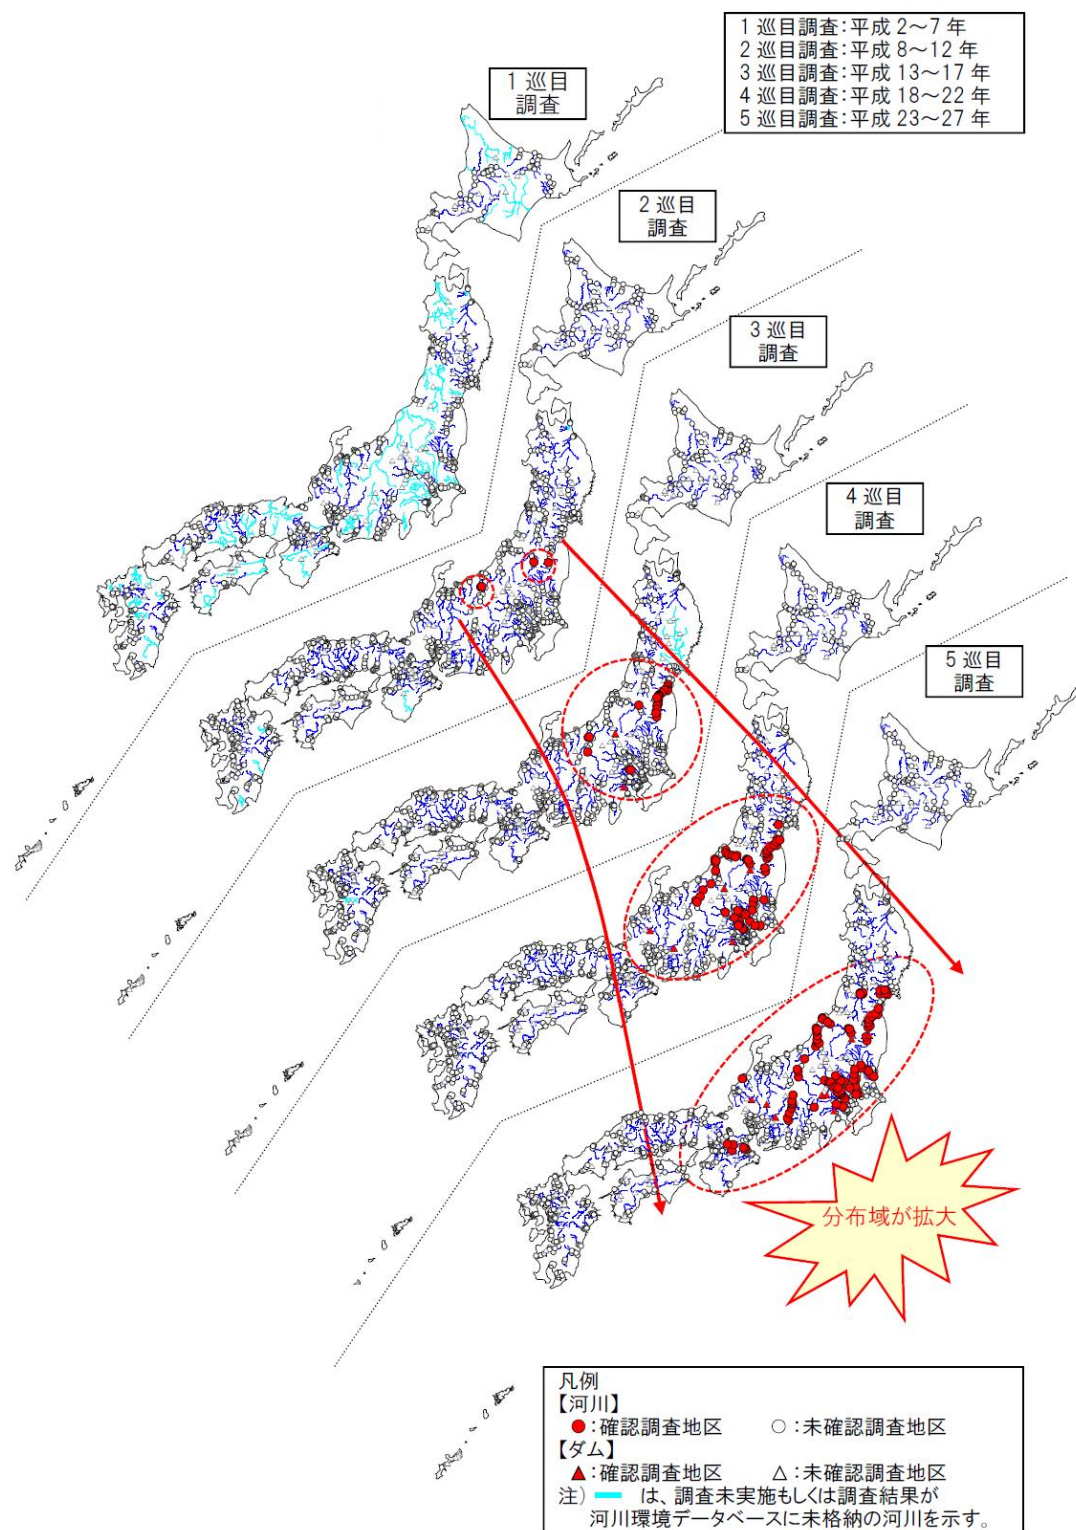 1 巡目調査：平成 2～7 年
2 巡目調査：平成 8～12 年
3 巡目調査：平成 13～17 年
4 巡目調査：平成 18～22 年
5 巡目調査：平成 23～27 年
1 巡目
調査
2 巡目
調査
3 巡目
調査
4 巡目
調査
5 巡目
調査
分布域が拡大
凡例
【河川】
●：確認調査地区 ○：未確認調査地区
【ダム】
▲：確認調査地区 △：未確認調査地区
注） は、調査未実施もしくは調査結果が
河川環境データベースに未格納の河川を示す。